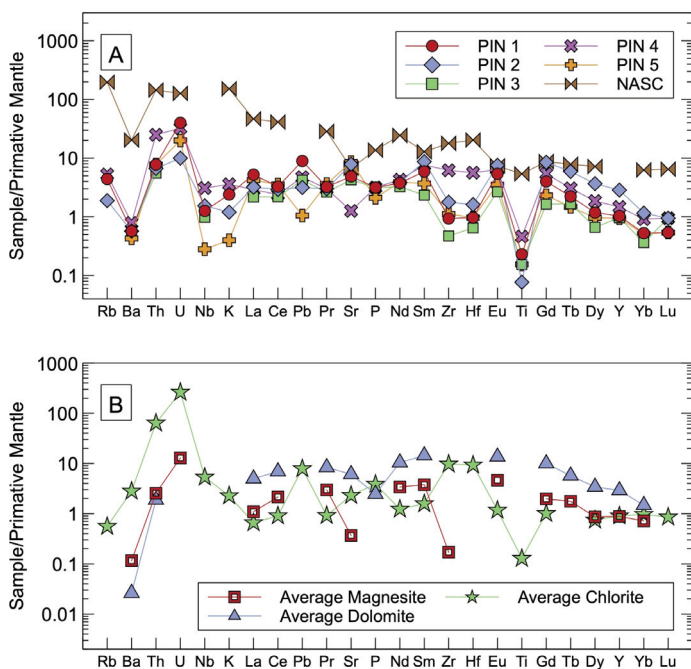 A
PIN 1 PIN 4
PIN 2 PIN 5
PIN 3 NASC
Sample/Primative Mantle
1000
100
10
1
0.1
Rb Ba Th U Nb K La Ce Pb Pr Sr P Nd Sm Zr Hf Eu Ti Gd Tb Dy Y Yb Lu
B
Sample/Primative Mantle
1000
100
10
1
0.1
0.01
Average Magnesite Average Chlorite
Average Dolomite
Rb Ba Th U Nb K La Ce Pb Pr Sr P Nd Sm Zr Hf Eu Ti Gd Tb Dy Y Yb Lu